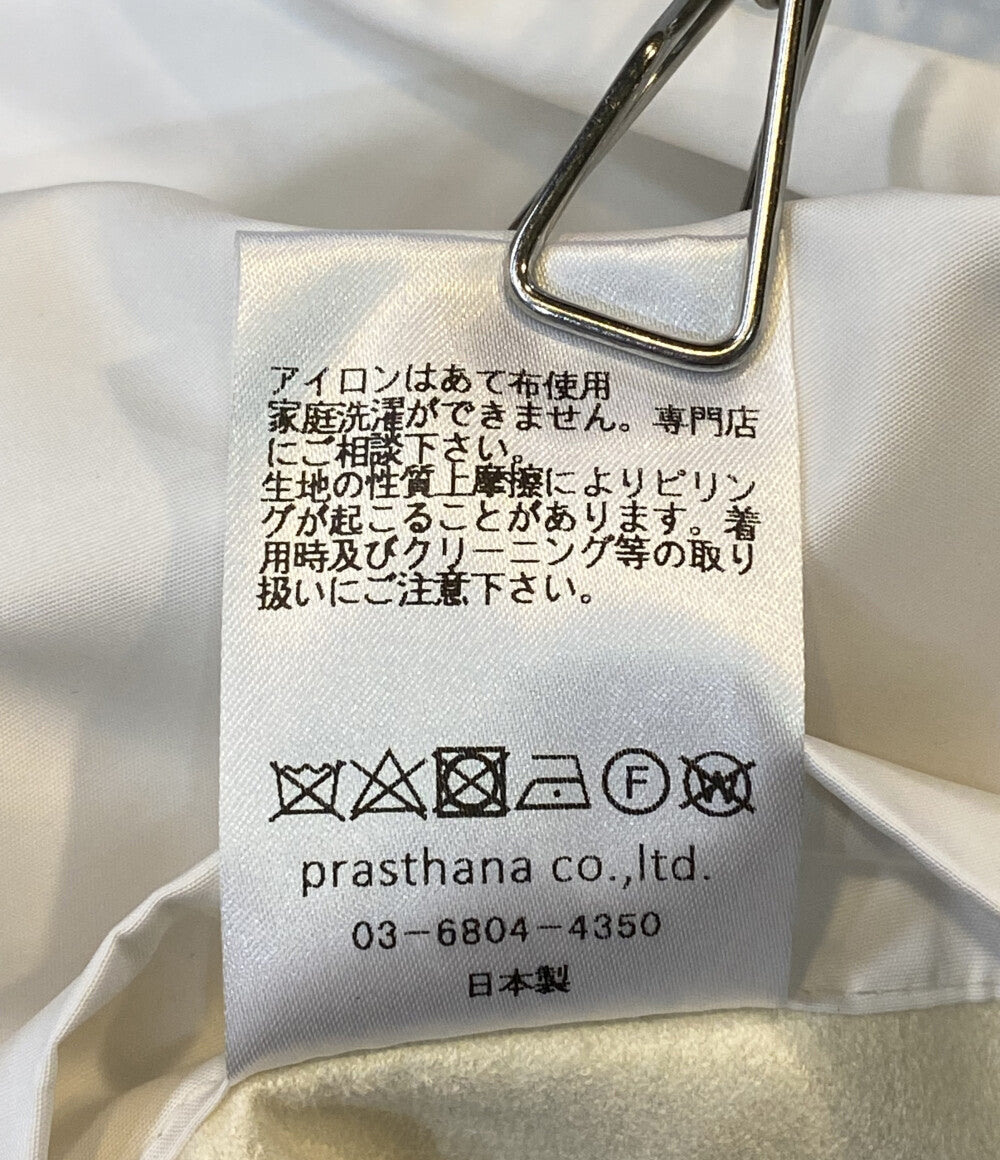 アイロンはあて布使用
家庭洗濯ができません。専門店
にご相談下さい。
生地の性質上摩擦によりピリン
グが起こることがあります。着
用時及びクリーニング等の取り
扱いにご注意下さい。
F W
prasthana co.,ltd.
03-6804-4350
日本製